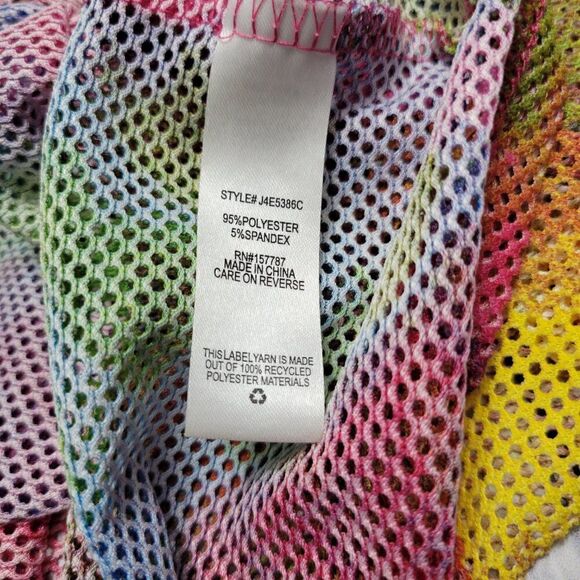 STYLE# J4E5386C
95%POLYESTER
5%SPANDEX
RN#157787
MADE IN CHINA
CARE ON REVERSE
THIS LABELYARN IS MADE
OUT OF 100% RECYCLED
POLYESTER MATERIALS